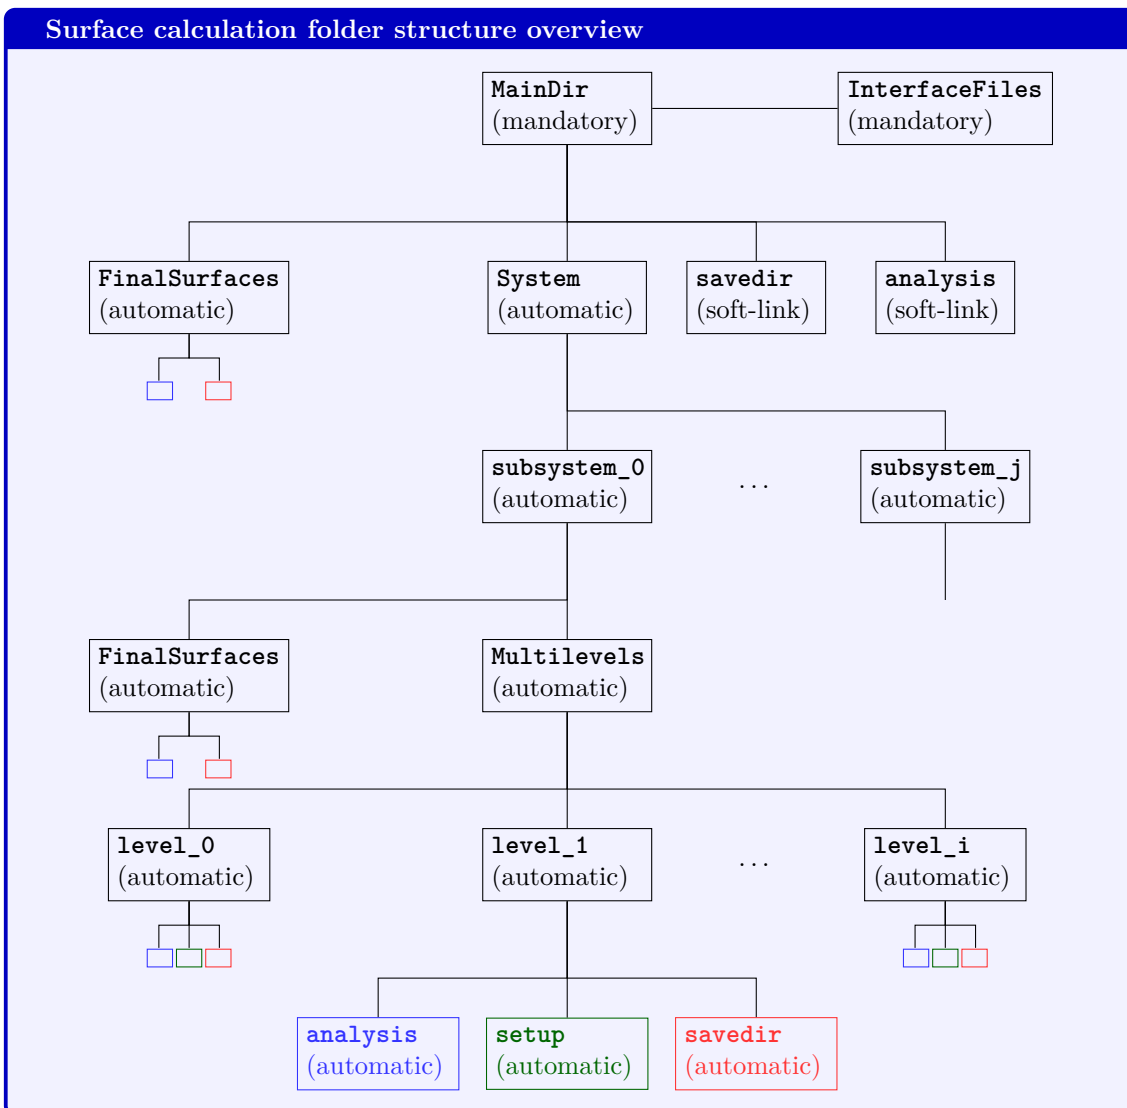 Surface calculation folder structure overview
MainDir
(mandatory)
InterfaceFiles
(mandatory)
FinalSurfaces
(automatic)
System
(automatic)
savedir
(soft-link)
analysis
(soft-link)
subsystem_0
(automatic)
...
subsystem_j
(automatic)
FinalSurfaces
(automatic)
Multilevels
(automatic)
level_0
(automatic)
level_1
(automatic)
...
level_i
(automatic)
analysis
(automatic)
setup
(automatic)
savedir
(automatic)